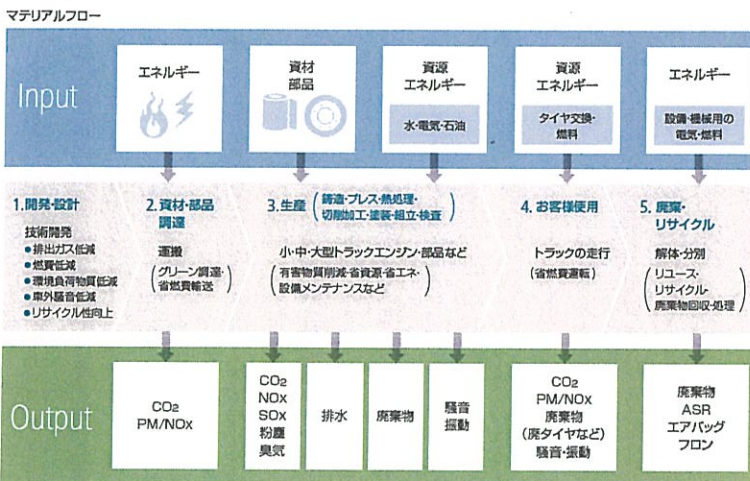 マテリアルフロー
Input
エネルギー
資材
部品
資源
エネルギー
水・電気・石油
資源
エネルギー
タイヤ交換・
燃料
エネルギー
設備・機械用の
電気・燃料
1.開発・設計
技術開発
●排出ガス低減
●燃費低減
●環境負荷物質低減
●車外騒音低減
●リサイクル性向上
2.資材・部品
調達
運搬
(グリーン調達・
省燃費輸送)
3.生産(鋳造・プレス・熱処理・
切削加工・塗装・組立・検査)
小・中・大型トラックエンジン・部品など
(有害物質削減・省資源・省エネ・
設備メンテナンスなど)
4.お客様使用
トラックの走行
(省燃費運転)
5.廃棄・
リサイクル
解体・分別
(リユース・
リサイクル・
廃棄物回収・処理)
Output
CO2
PM/NOx
CO2
NOx
SOx
粉塵
臭気
排水
廃棄物
騒音
振動
CO2
PM/NOx
廃棄物
(廃タイヤなど)
騒音・振動
廃棄物
ASR
エアバッグ
フロン